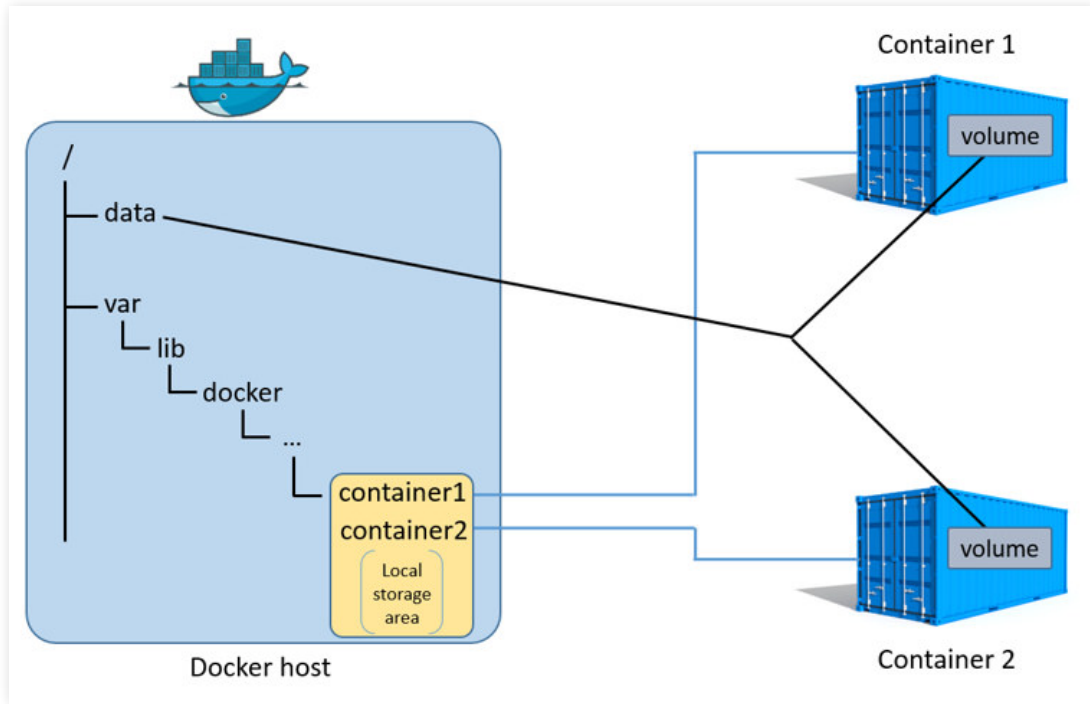 Container 1
volume
/
data
var
lib
docker
...
container1
container2
Local
storage
area
volume
Docker host
Container 2